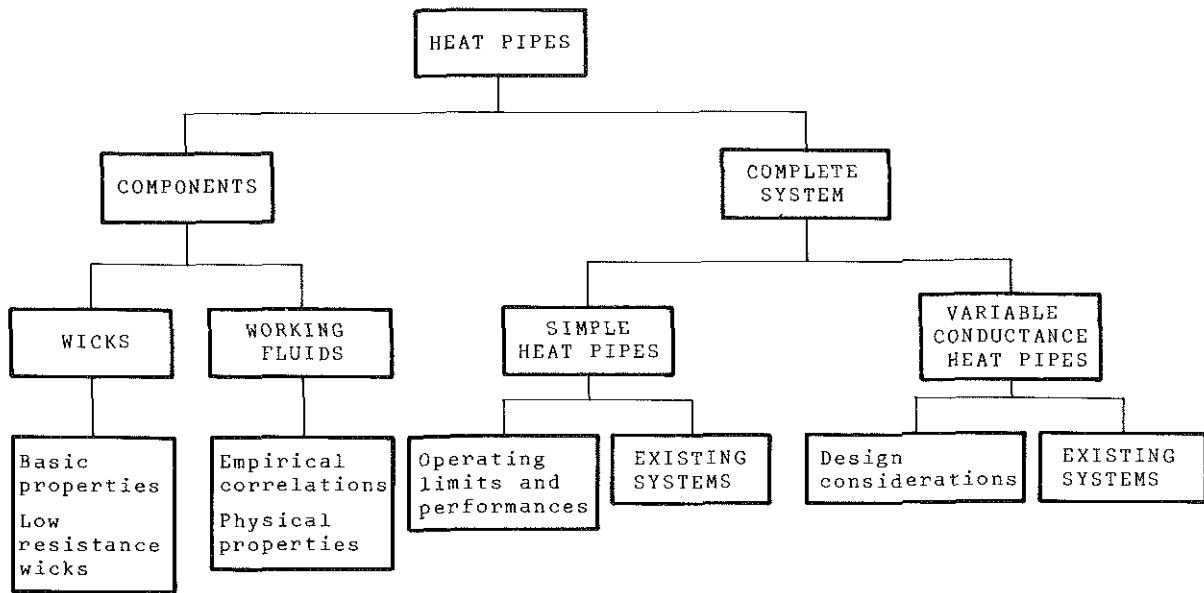 HEAT PIPES
COMPONENTS
COMPLETE
SYSTEM
WICKS
WORKING
FLUIDS
SIMPLE
HEAT PIPES
VARIABLE
CONDUCTANCE
HEAT PIPES
Basic
properties
Low
resistance
wicks
Empirical
correlations
Physical
properties
Operating
limits and
performances
EXISTING
SYSTEMS
Design
considerations
EXISTING
SYSTEMS